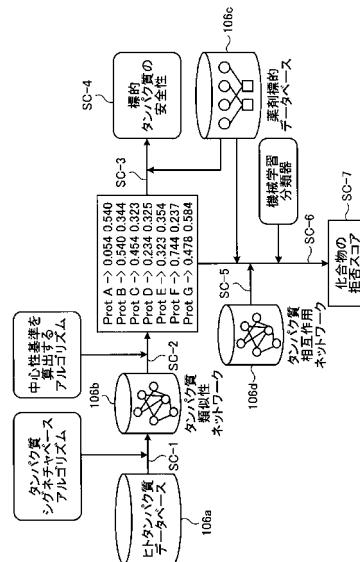 タンパク質
シグネチャベース
アルゴリズム
中心性基準を
算出する
アルゴリズム
ヒトタンパク質
データベース
106a
SC-1
106b
タンパク質
類似性
ネットワーク
SC-2
Prot A -> 0.054 0.540
Prot B -> 0.540 0.344
Prot C -> 0.454 0.323
Prot D -> 0.234 0.325
Prot E -> 0.323 0.354
Prot F -> 0.744 0.237
Prot G -> 0.478 0.584
SC-3
SC-4
標的
タンパク質の
安全性
106c
薬剤標的
データベース
機械学習
分類器
SC-5
106d
タンパク質
相互作用
ネットワーク
SC-6
SC-7
化合物の
拒否スコア